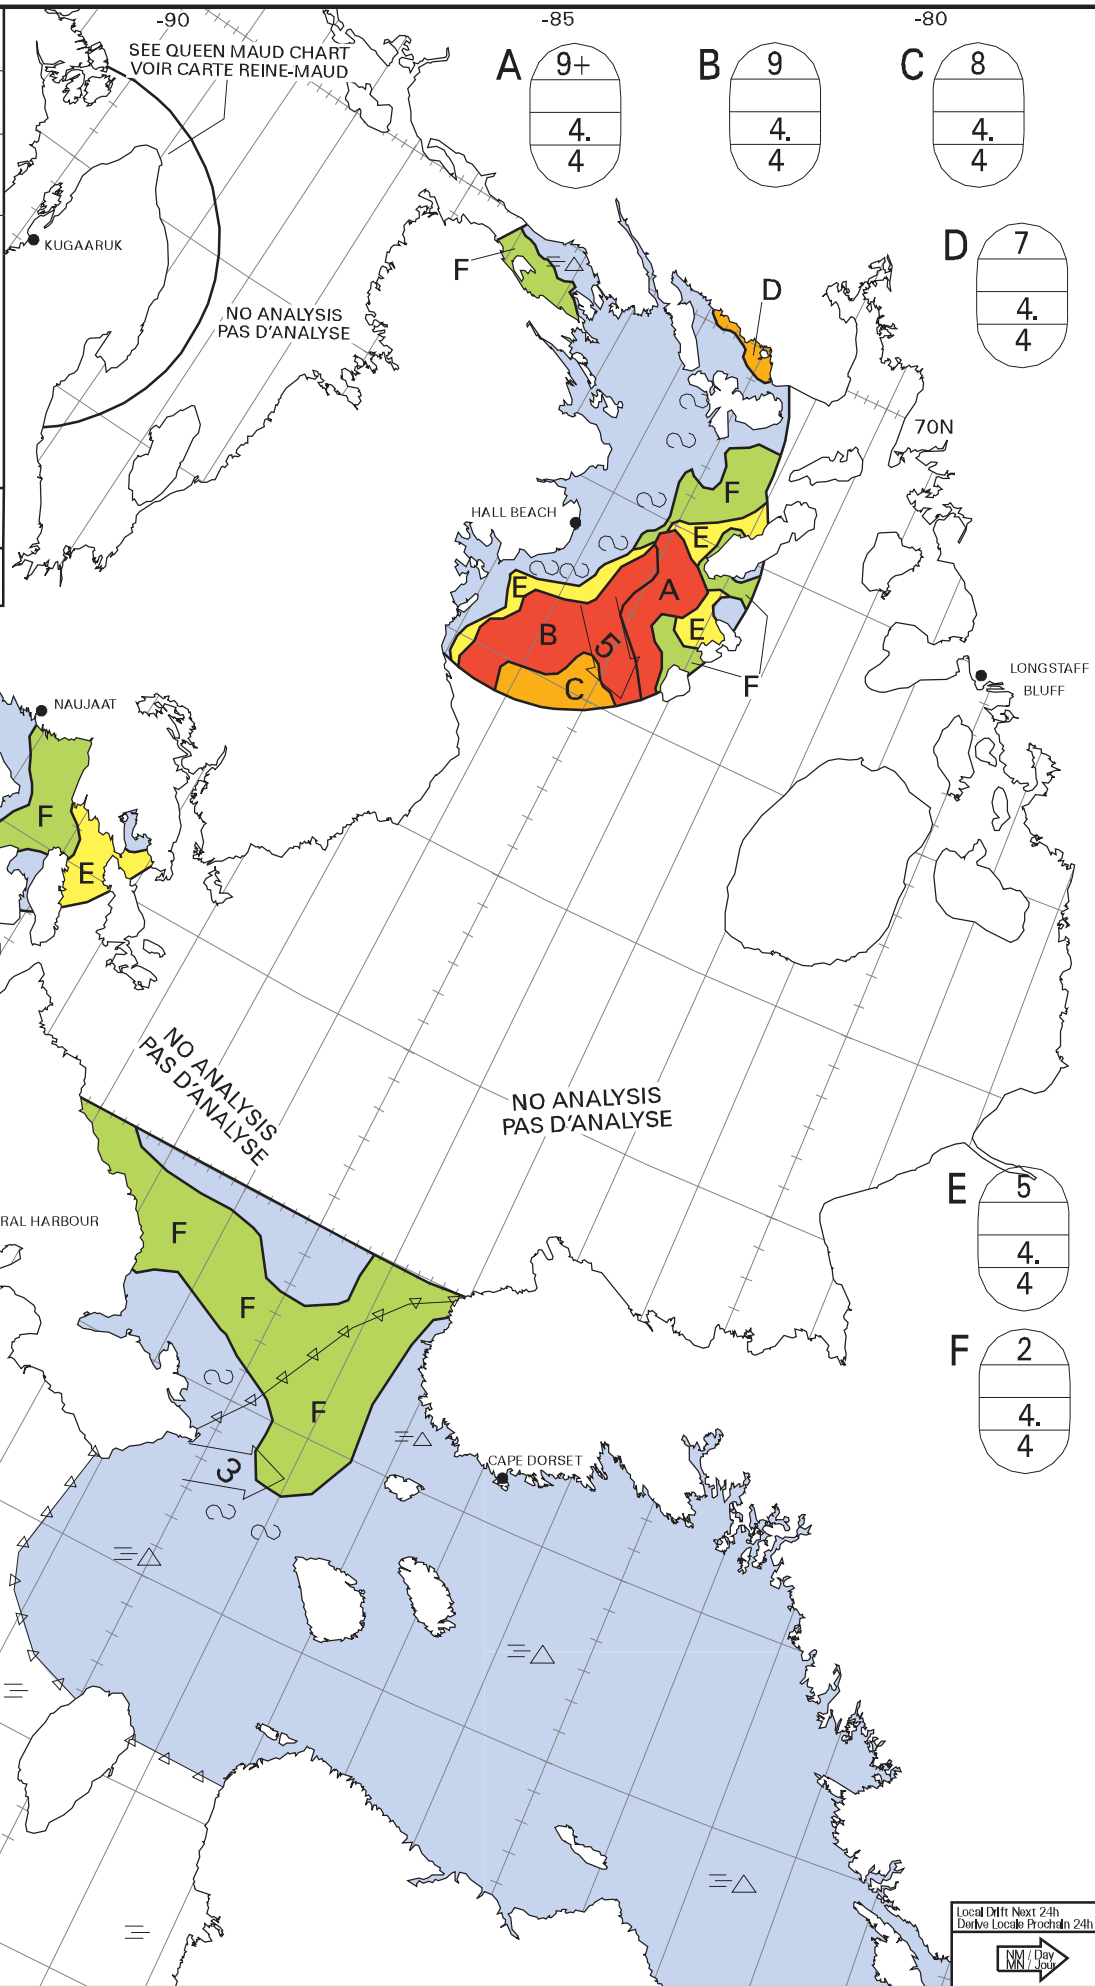 -90
-85
-80
SEE QUEEN MAUD CHART
VOIR CARTE REINE-MAUD
A
9+
4.
4
B
9
4.
4
C
8
4.
4
D
7
4.
4
KUGAARUK
F
D
NO ANALYSIS
PAS D'ANALYSE
70N
F
HALL BEACH
E
E
A
B
5
E
C
F
LONGSTAFF
BLUFF
NAUJAAT
F
E
NO ANALYSIS
PAS D'ANALYSE
NO ANALYSIS
PAS D'ANALYSE
E
5
4.
4
RAL HARBOUR
F
F
F
F
2
4.
4
3
CAPE DORSET
Local Drift Next 24h
Derive Locale Prochain 24h
NM / Day
MN / Jour